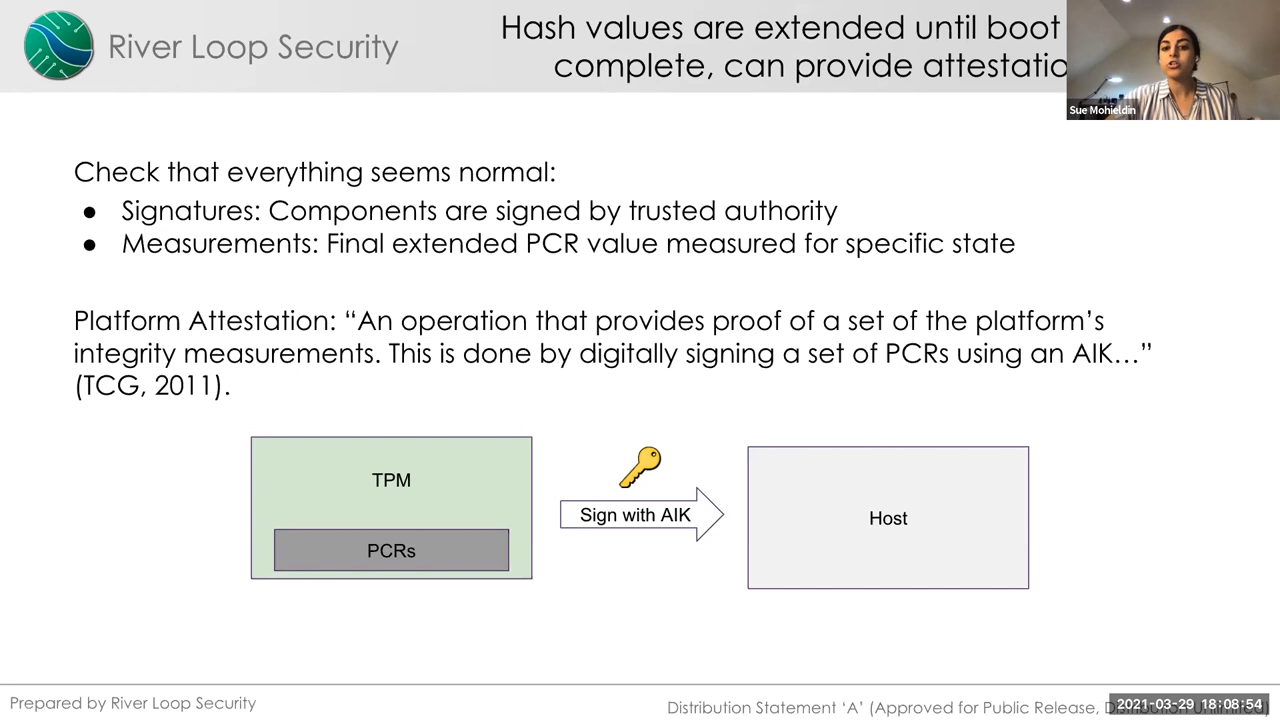 River Loop Security
Hash values are extended until boot
complete, can provide attestatio
Sue Mohieldin
Check that everything seems normal:
● Signatures: Components are signed by trusted authority
● Measurements: Final extended PCR value measured for specific state
Platform Attestation: “An operation that provides proof of a set of the platform’s
integrity measurements. This is done by digitally signing a set of PCRs using an AIK…”
(TCG, 2011).
TPM
PCRs
Sign with AIK
Host
Prepared by River Loop Security
Distribution Statement ‘A’ (Approved for Public Release, Distribution Unlimited)
2021-03-29 18:08:54